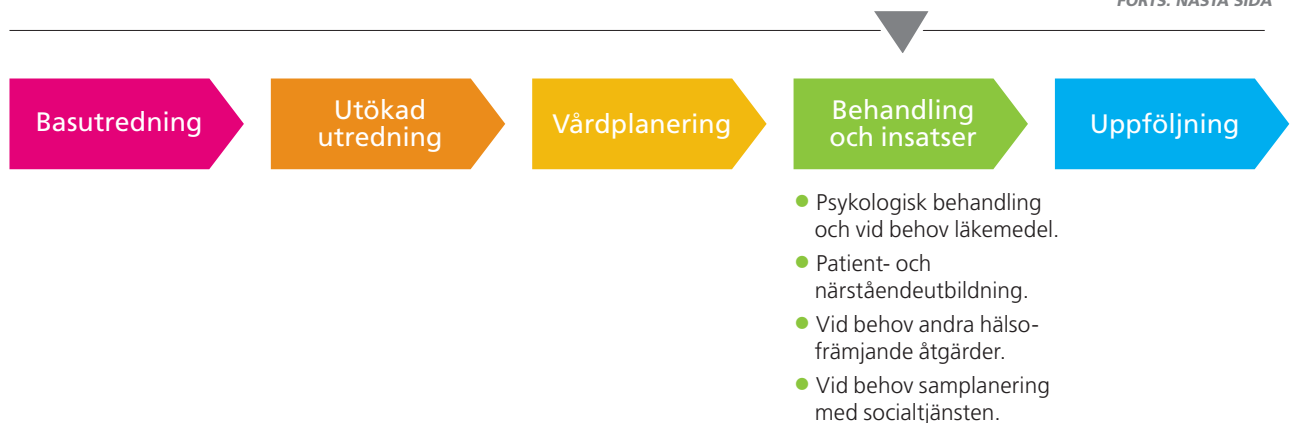 FORTS. NÄSTA SIDA
Basutredning
Utökad
utredning
Vårdplanering
Behandling
och insatser
Uppföljning
● Psykologisk behandling
och vid behov läkemedel.
● Patient- och
närståendeutbildning.
● Vid behov andra hälso-
främjande åtgärder.
● Vid behov samplanering
med socialtjänsten.